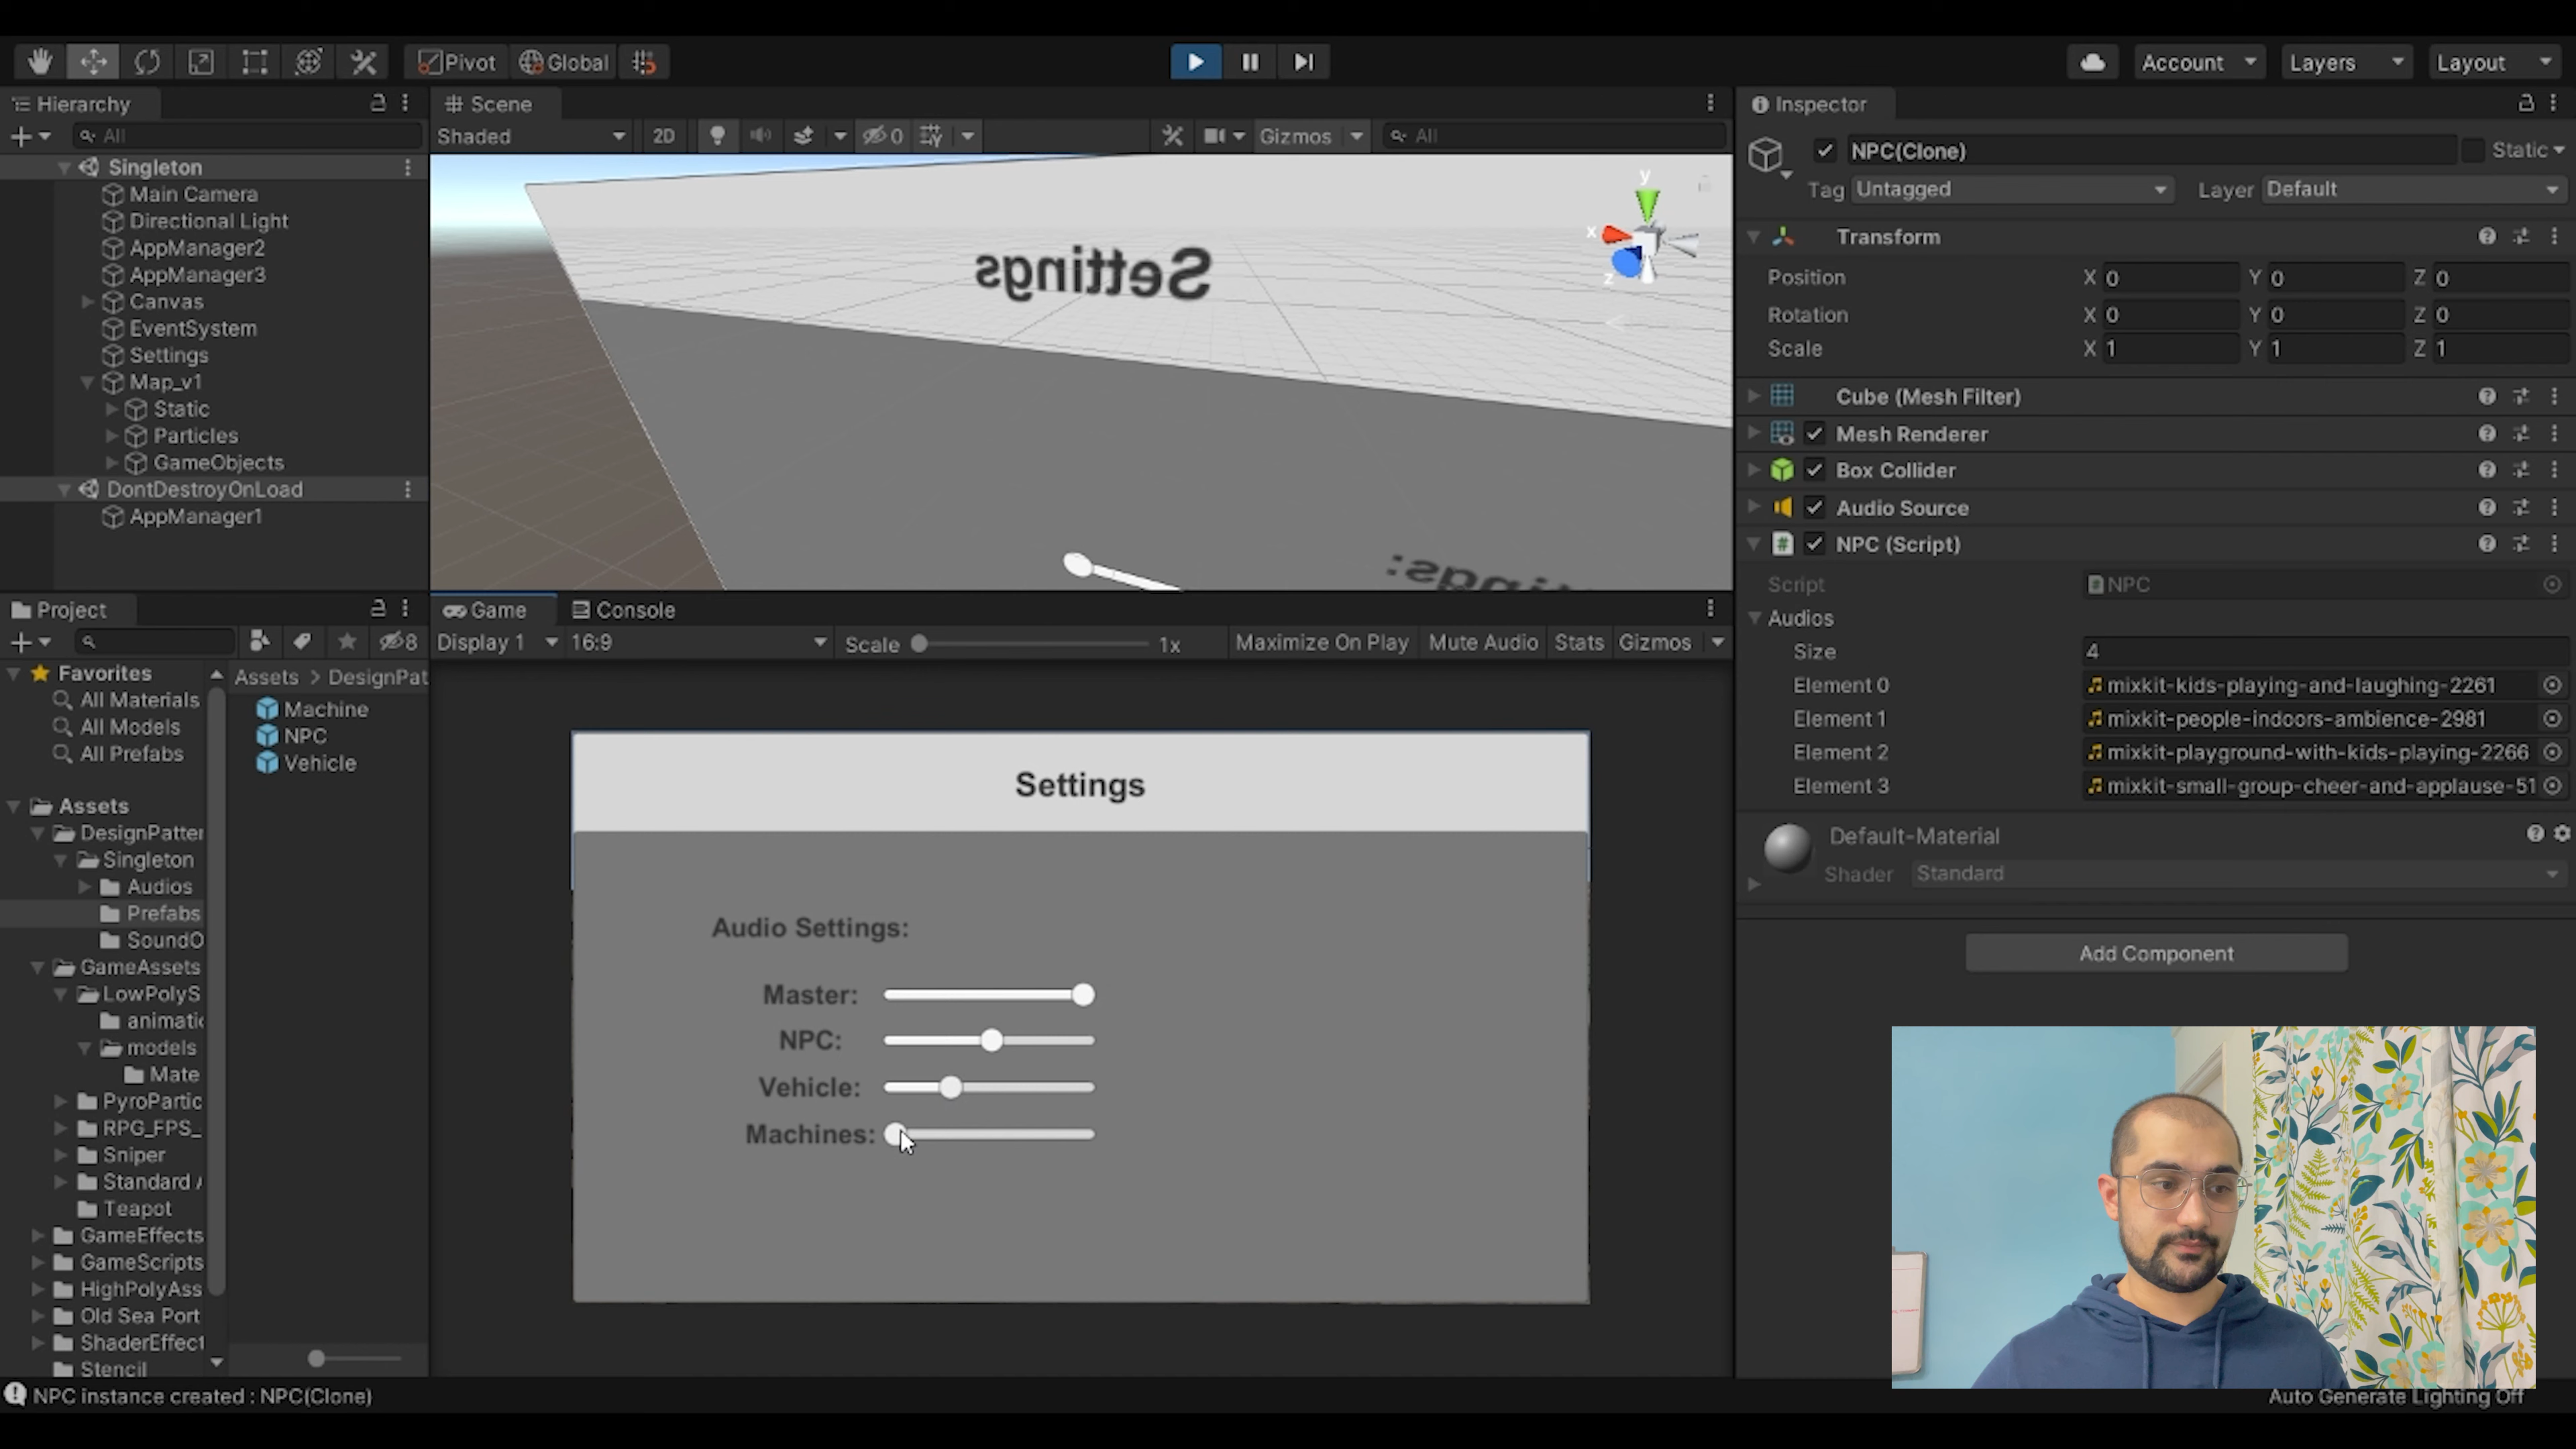 Pivot Global Account Layers Layout
Hierarchy
All
Singleton
Main Camera
Directional Light
AppManager2
AppManager3
Canvas
EventSystem
Settings
Map_v1
Static
Particles
GameObjects
DontDestroyOnLoad
AppManager1
Scene
Shaded 2D 0 Gizmos All
Settings
y
x
z
Project
8
Favorites
All Materials
All Models
All Prefabs
Assets
DesignPatter
Singleton
Audios
Prefabs
SoundO
GameAssets
LowPolyS
animati
models
Mate
PyroPartic
RPG_FPS_
Sniper
Standard A
Teapot
GameEffects
GameScripts
HighPolyAss
Old Sea Port
ShaderEffect
Stencil
Assets > DesignPat
Machine
NPC
Vehicle
Game Console
Display 1 16:9 Scale 1x Maximize On Play Mute Audio Stats Gizmos
Settings
Audio Settings:
Master:
NPC:
Vehicle:
Machines:
Inspector
NPC(Clone) Static
Tag Untagged Layer Default
Transform
Position X 0 Y 0 Z 0
Rotation X 0 Y 0 Z 0
Scale X 1 Y 1 Z 1
Cube (Mesh Filter)
Mesh Renderer
Box Collider
Audio Source
NPC (Script)
Script NPC
Audios
Size 4
Element 0 mixkit-kids-playing-and-laughing-2261
Element 1 mixkit-people-indoors-ambience-2981
Element 2 mixkit-playground-with-kids-playing-2266
Element 3 mixkit-small-group-cheer-and-applause-51
Default-Material
Shader Standard
Add Component
NPC instance created : NPC(Clone)
Auto Generate Lighting Off